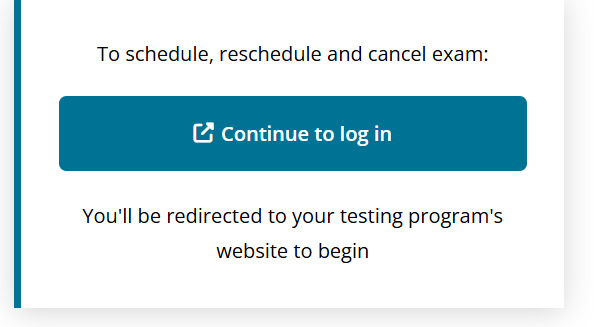 To schedule, reschedule and cancel exam:
Continue to log in
You'll be redirected to your testing program's
website to begin